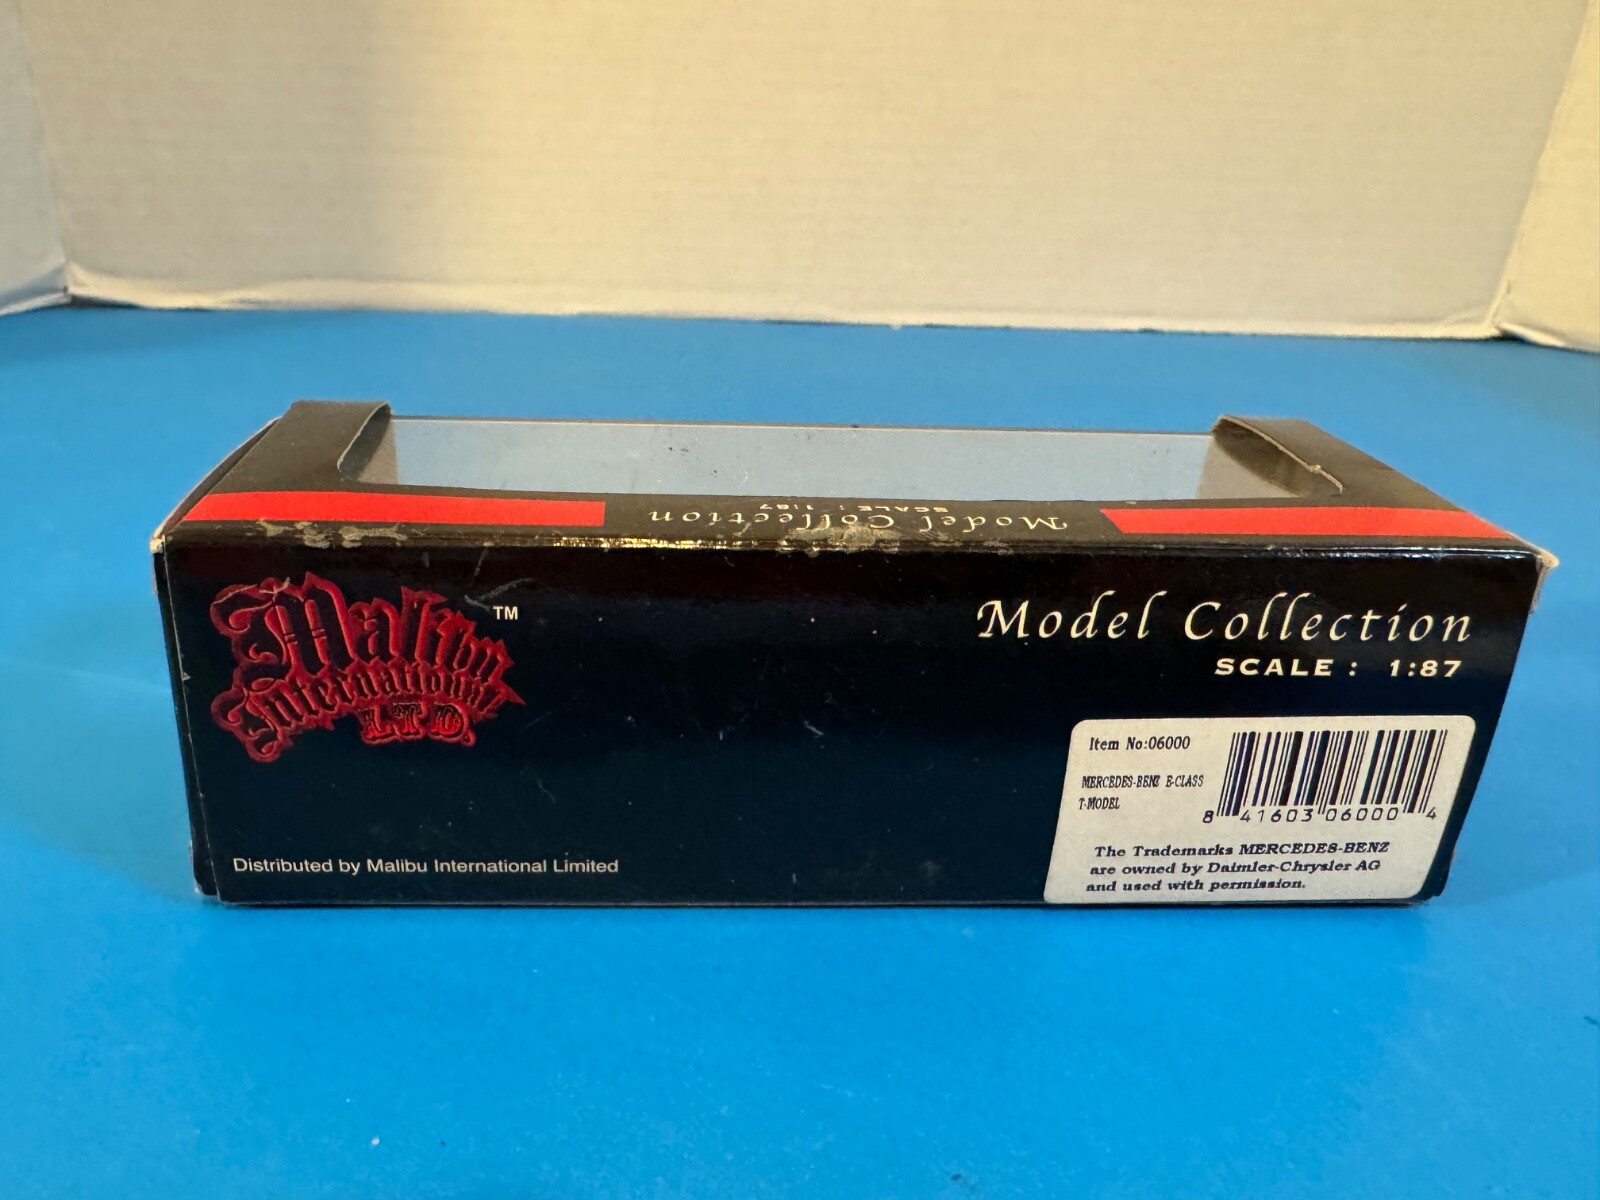 Model Collection
SCALE : 1:87
Malibu
International
LTD.
TM
Model Collection
SCALE : 1:87
Item No:06000
MERCEDES-BENZ E-CLASS
T-MODEL
8 41603 06000 4
The Trademarks MERCEDES-BENZ
are owned by Daimler-Chrysler AG
and used with permission.
Distributed by Malibu International Limited